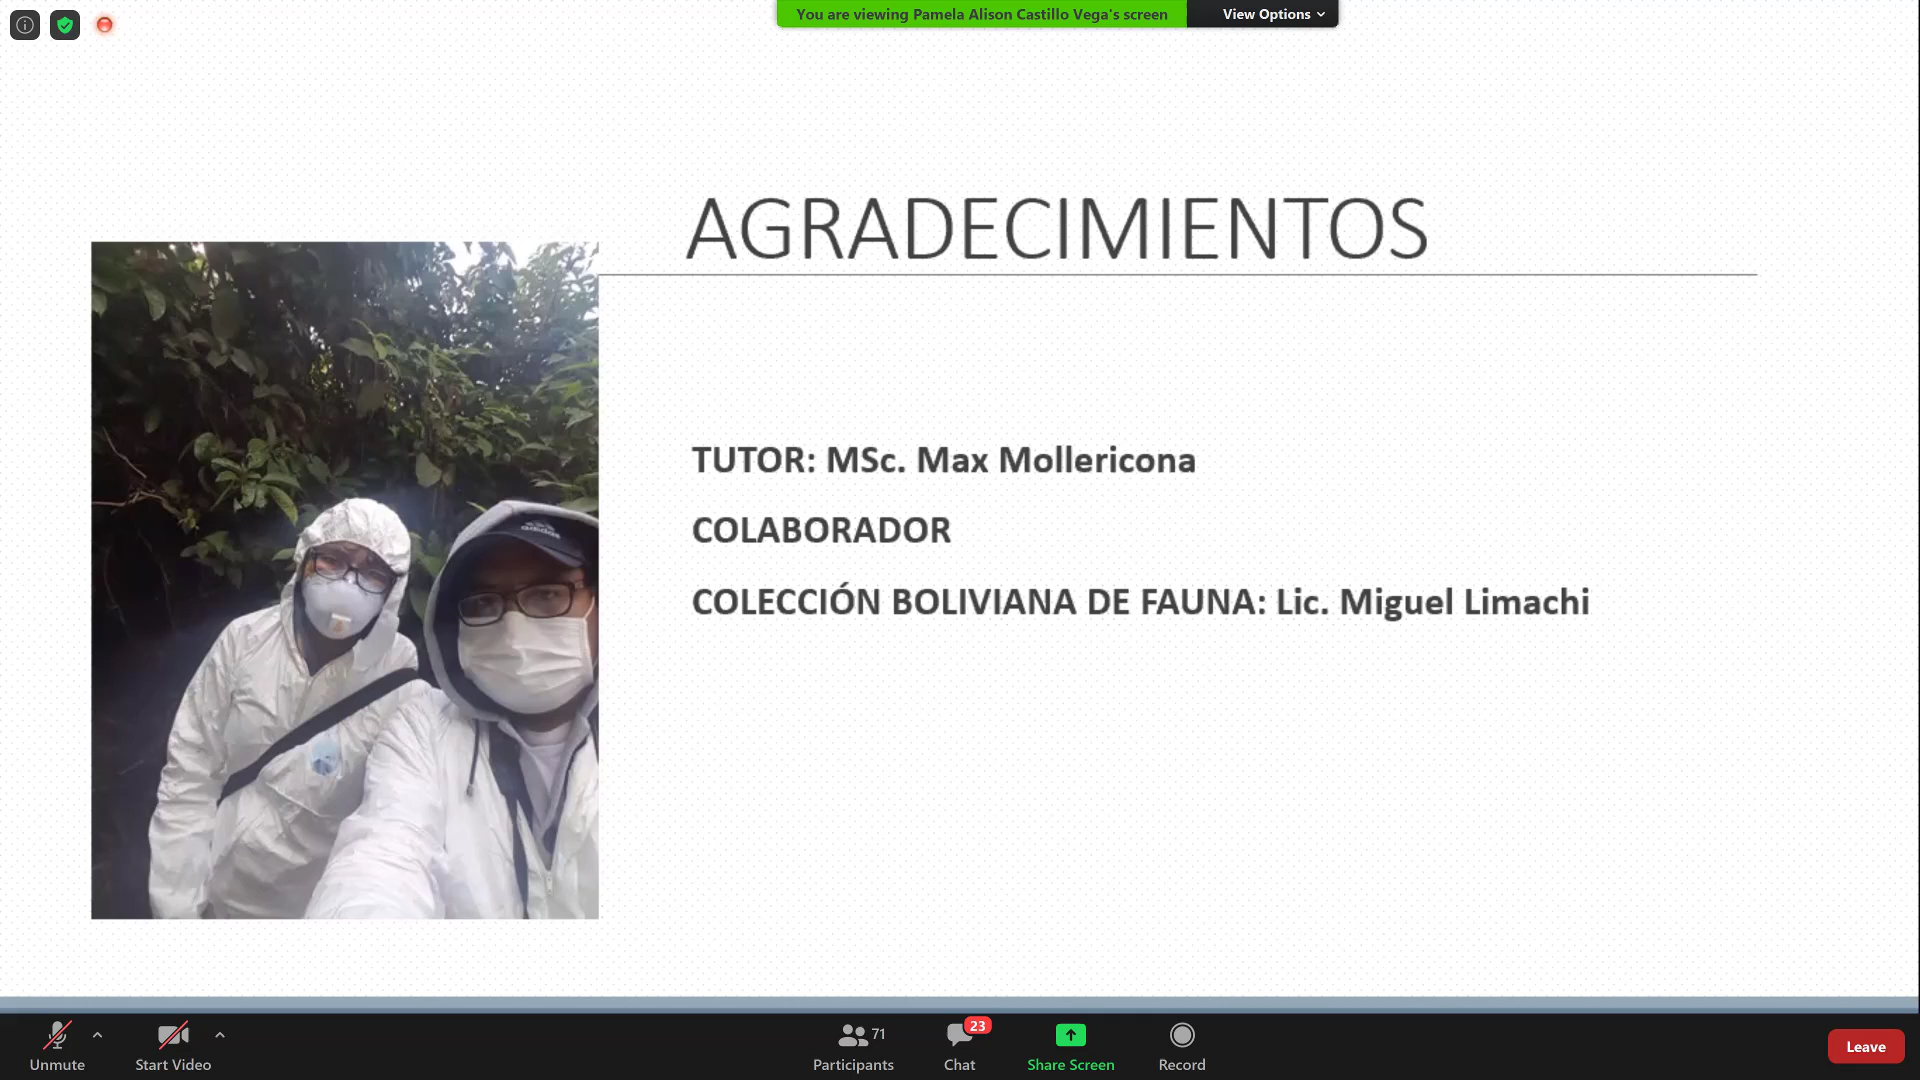 You are viewing Pamela Alison Castillo Vega's screen
View Options
AGRADECIMIENTOS
adidas
TUTOR: MSc. Max Mollericona
COLABORADOR
COLECCIÓN BOLIVIANA DE FAUNA: Lic. Miguel Limachi
Unmute
Start Video
71
Participants
23
Chat
Share Screen
Record
Leave